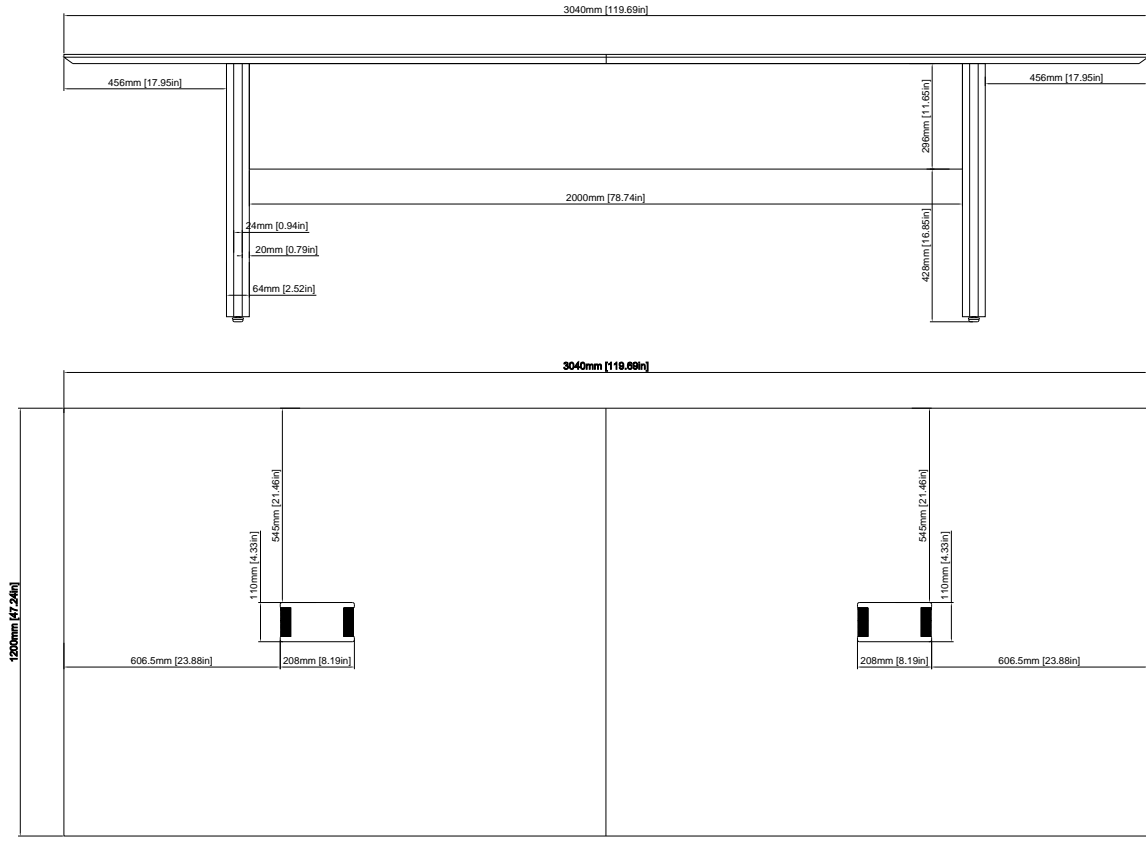 3040mm [119.69in]
456mm [17.95in]
456mm [17.95in]
296mm [11.65in]
2000mm [78.74in]
24mm [0.94in]
20mm [0.79in]
428mm [16.85in]
64mm [2.52in]
3040mm [119.69in]
545mm [21.46in]
545mm [21.46in]
110mm [4.33in]
110mm [4.33in]
1200mm [47.24in]
606.5mm [23.88in]
208mm [8.19in]
208mm [8.19in]
606.5mm [23.88in]